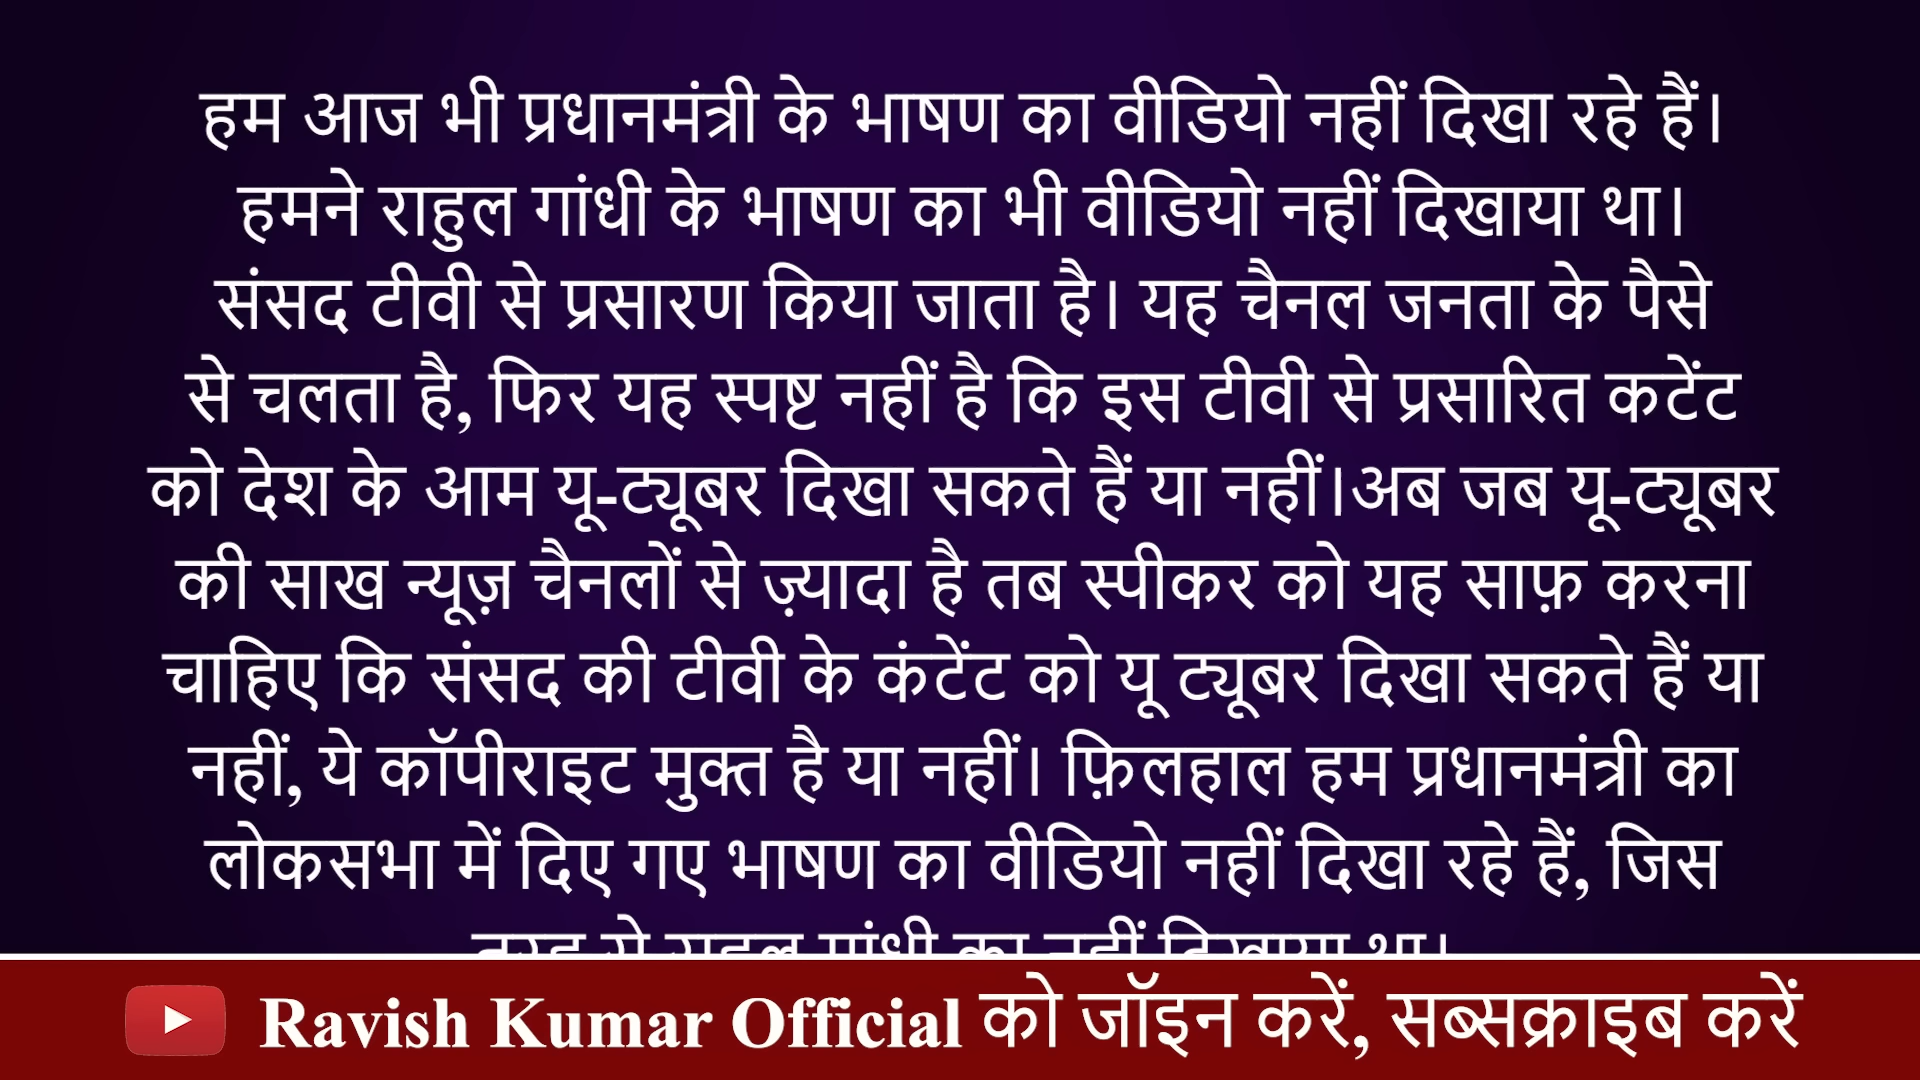 हम आज भी प्रधानमंत्री के भाषण का वीडियो नहीं दिखा रहे हैं।
हमने राहुल गांधी के भाषण का भी वीडियो नहीं दिखाया था।
संसद टीवी से प्रसारण किया जाता है। यह चैनल जनता के पैसे
से चलता है, फिर यह स्पष्ट नहीं है कि इस टीवी से प्रसारित कटेंट
को देश के आम यू-ट्यूबर दिखा सकते हैं या नहीं।अब जब यू-ट्यूबर
की साख न्यूज़ चैनलों से ज़्यादा है तब स्पीकर को यह साफ़ करना
चाहिए कि संसद की टीवी के कंटेंट को यू ट्यूबर दिखा सकते हैं या
नहीं, ये कॉपीराइट मुक्त है या नहीं। फ़िलहाल हम प्रधानमंत्री का
लोकसभा में दिए गए भाषण का वीडियो नहीं दिखा रहे हैं, जिस
तरह से राहुल गांधी का नहीं दिखाया था।
Ravish Kumar Official को जॉइन करें, सब्सक्राइब करें